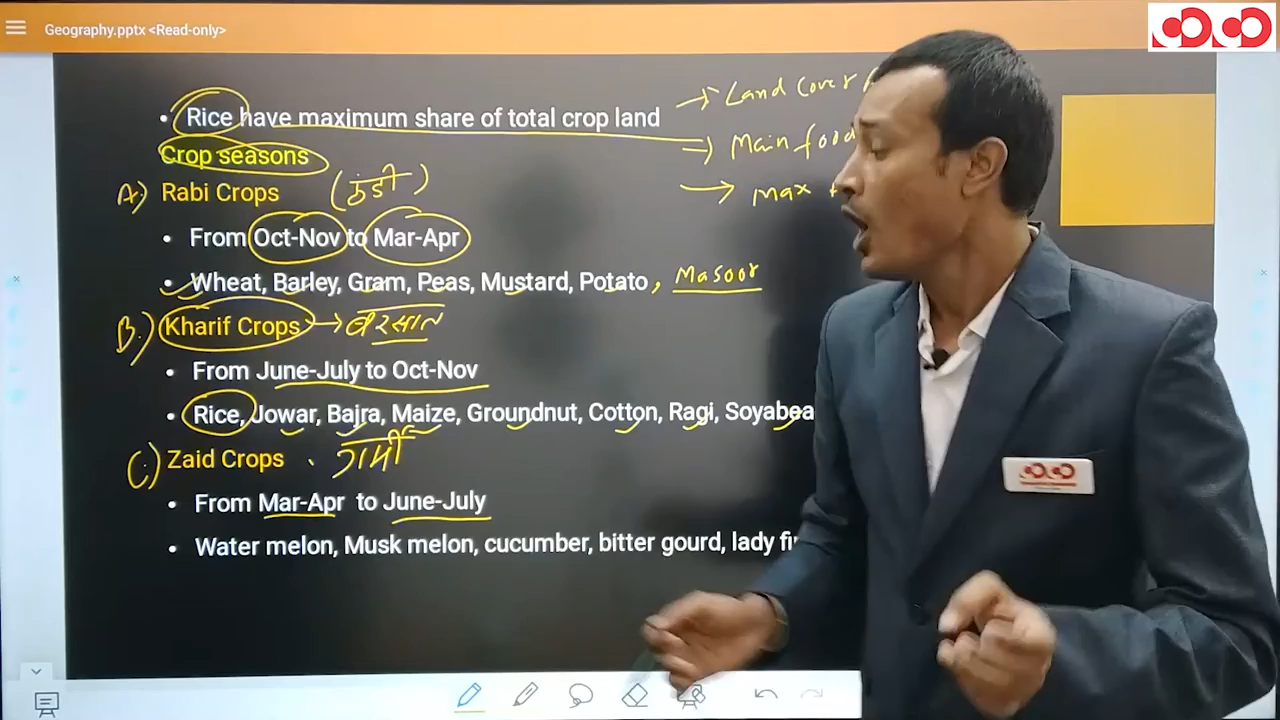 Geography.pptx <Read-only>
• Rice have maximum share of total crop land → Land cover
Crop seasons → Main food
A) Rabi Crops (ठंडी) → Max
• From Oct-Nov to Mar-Apr
• Wheat, Barley, Gram, Peas, Mustard, Potato, Masoor
B.) Kharif Crops → बरसात
• From June-July to Oct-Nov
• Rice, Jowar, Bajra, Maize, Groundnut, Cotton, Ragi, Soyabea
C.) Zaid Crops . गर्मी
• From Mar-Apr to June-July
• Water melon, Musk melon, cucumber, bitter gourd, lady